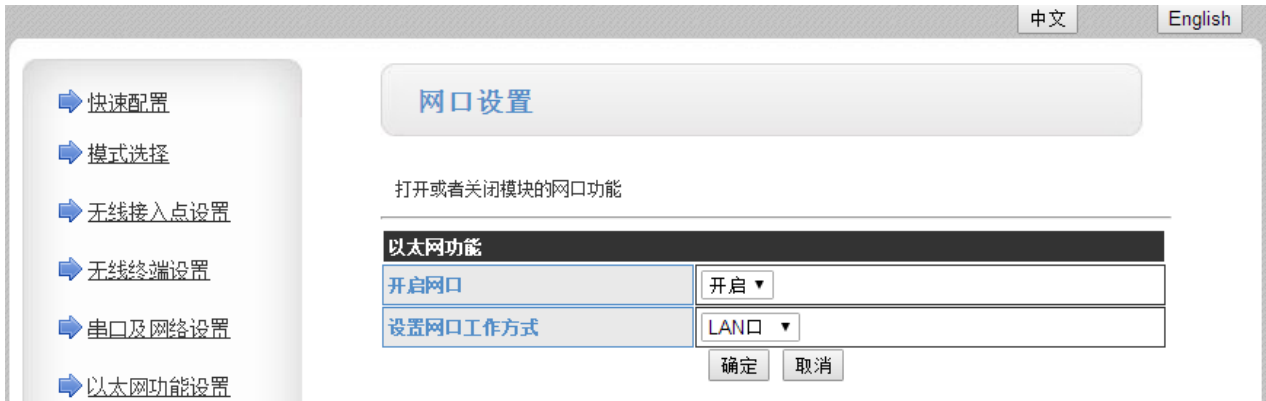 中文 English
快速配置
模式选择
无线接入点设置
无线终端设置
串口及网络设置
以太网功能设置
网口设置
打开或者关闭模块的网口功能
以太网功能
开启网口 开启
设置网口工作方式 LAN口
确定 取消